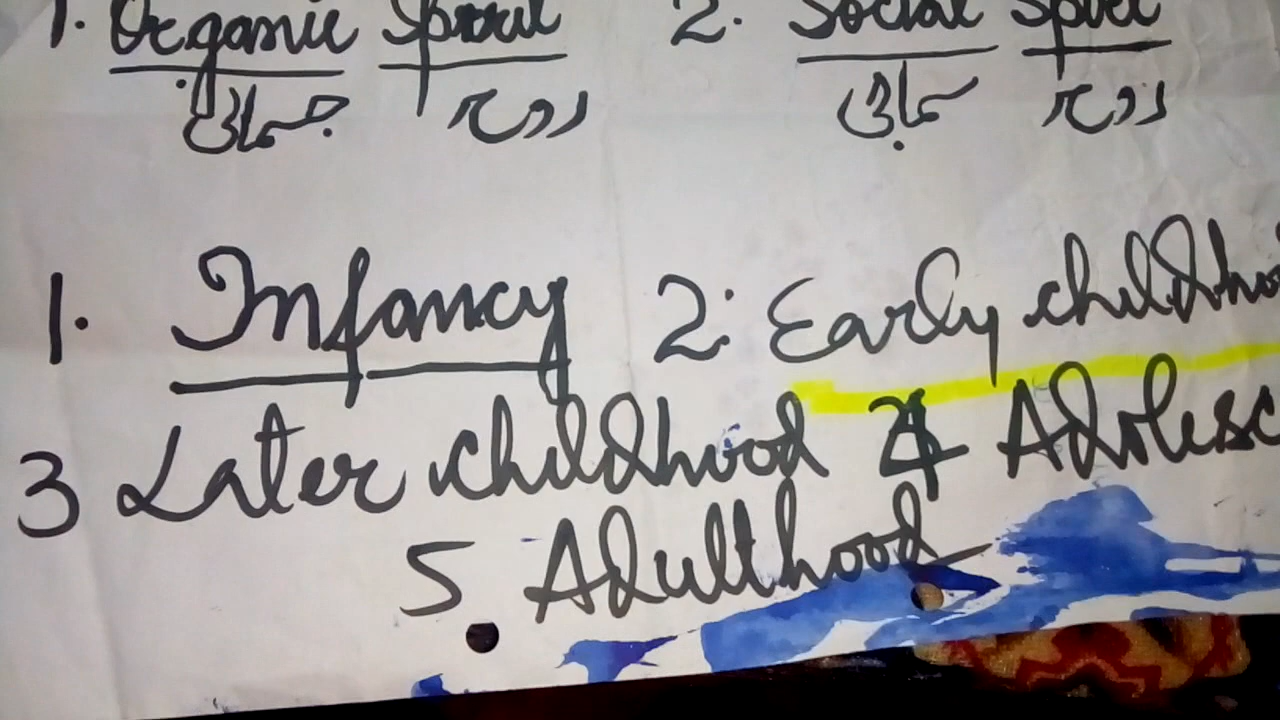 1. Organic Spirit 2. Social Spirit
جسمانی روح سماجی روح
1. Infancy 2. Early childhoo
3 Later childhood 4 Adolesc
5. Adulthood